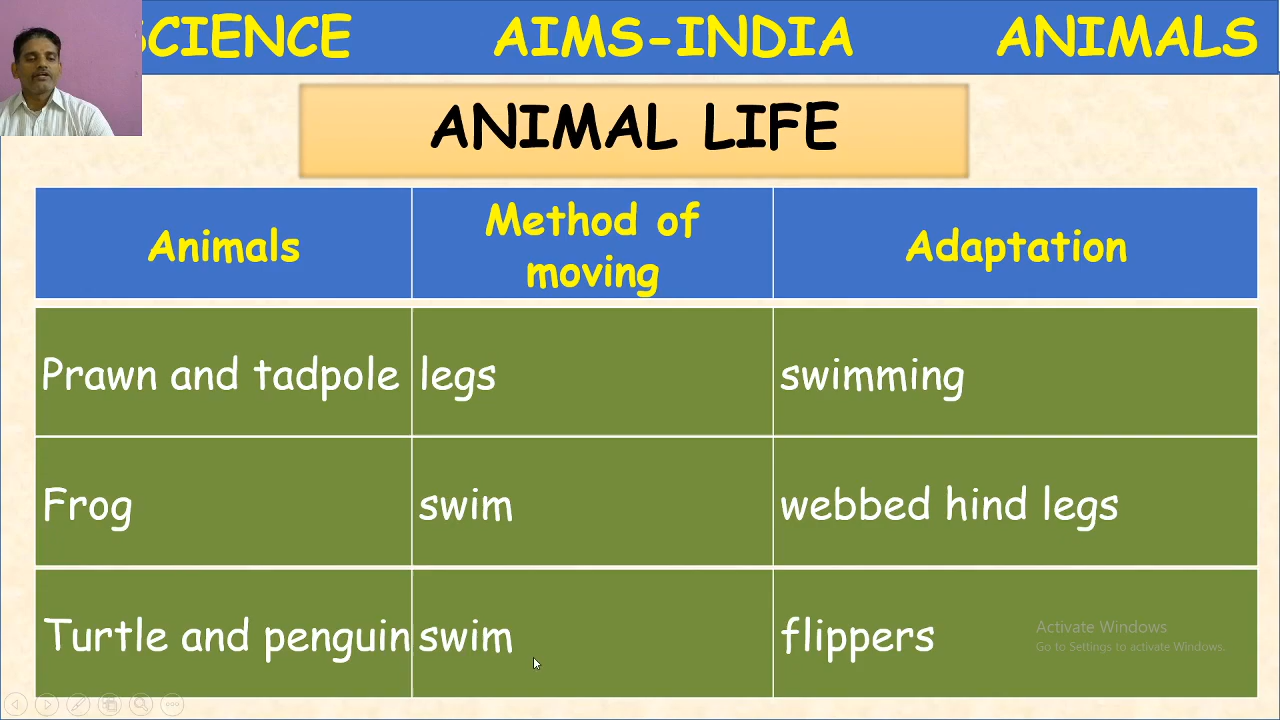 SCIENCE AIMS-INDIA ANIMALS
ANIMAL LIFE
Animals
Method of
moving
Adaptation
Prawn and tadpole legs swimming
Frog swim webbed hind legs
Turtle and penguin swim flippers
Activate Windows
Go to Settings to activate Windows.